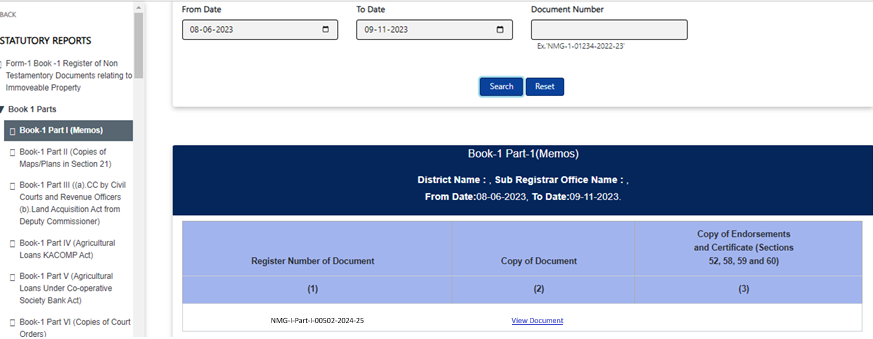 BACK
STATUTORY REPORTS
Form-1 Book -1 Register of Non
Testamentory Documents relating to
Immoveable Property
Book 1 Parts
Book-1 Part I (Memos)
Book-1 Part II (Copies of
Maps/Plans in Section 21)
Book-1 Part III ((a).CC by Civil
Courts and Revenue Officers
(b).Land Acquisition Act from
Deputy Commissioner)
Book-1 Part IV (Agricultural
Loans KACOMP Act)
Book-1 Part V (Agricultural
Loans Under Co-operative
Society Bank Act)
Book-1 Part VI (Copies of Court
Orders)
From Date
To Date
Document Number
08-06-2023
09-11-2023
Ex.'NMG-1-01234-2022-23'
Search
Reset
Book-1 Part-1(Memos)
District Name : , Sub Registrar Office Name : ,
From Date:08-06-2023, To Date:09-11-2023.
Register Number of Document
Copy of Document
Copy of Endorsements
and Certificate (Sections
52, 58, 59 and 60)
(1)
(2)
(3)
NMG-I-Part-I-00502-2024-25
View Document